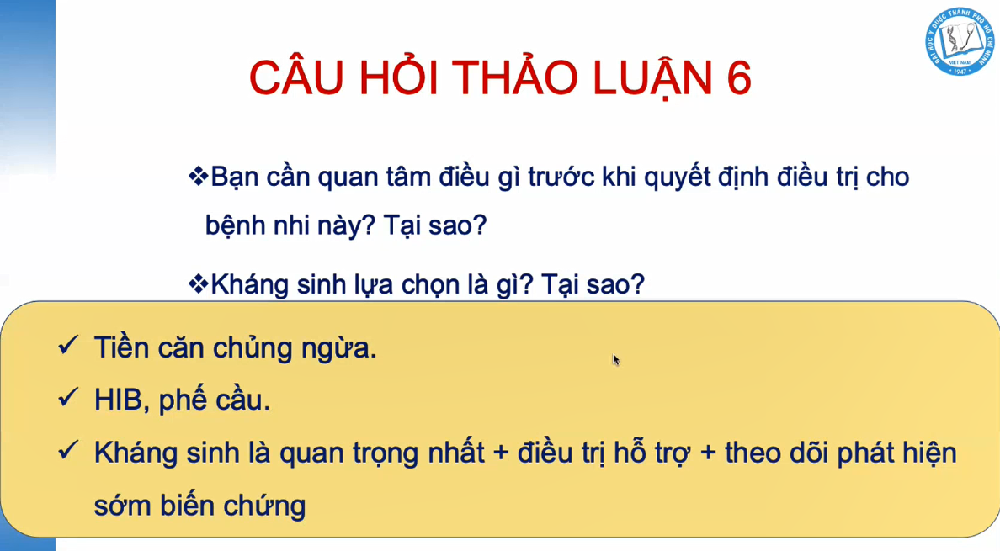 ĐẠI HỌC Y DƯỢC THÀNH PHỐ HỒ CHÍ MINH
VIỆT NAM
1947
CÂU HỎI THẢO LUẬN 6
❖Bạn cần quan tâm điều gì trước khi quyết định điều trị cho
bệnh nhi này? Tại sao?
❖Kháng sinh lựa chọn là gì? Tại sao?
✓ Tiền căn chủng ngừa.
✓ HIB, phế cầu.
✓ Kháng sinh là quan trọng nhất + điều trị hỗ trợ + theo dõi phát hiện
sớm biến chứng